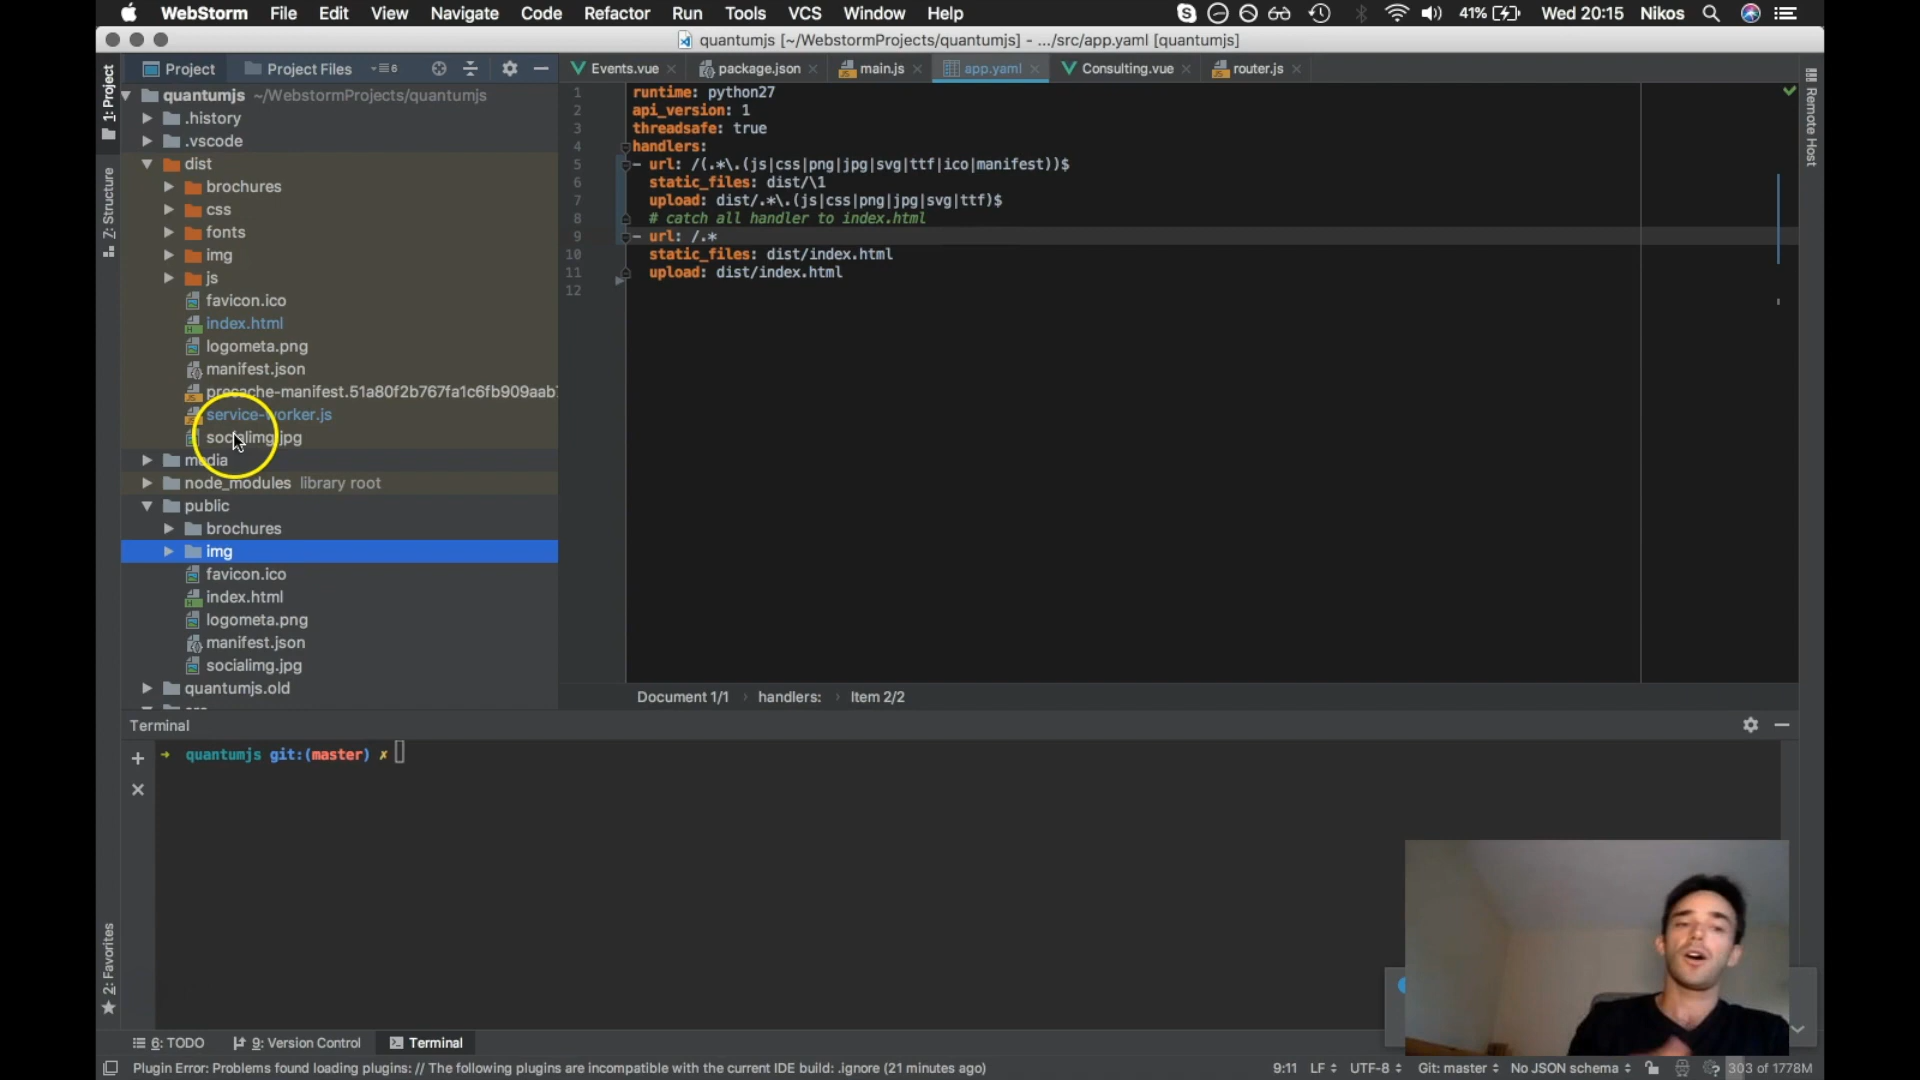 WebStorm File Edit View Navigate Code Refactor Run Tools VCS Window Help 41% Wed 20:15 Nikos
quantumjs [~/WebstormProjects/quantumjs] - .../src/app.yaml [quantumjs]
1: Project
Project Project Files 6
Events.vue package.json main.js app.yaml Consulting.vue router.js
quantumjs ~/WebstormProjects/quantumjs
.history
.vscode
dist
brochures
css
fonts
img
js
favicon.ico
index.html
logometa.png
manifest.json
precache-manifest.51a80f2b767fa1c6fb909aab
service-worker.js
socialimg.jpg
media
node_modules library root
public
brochures
img
favicon.ico
index.html
logometa.png
manifest.json
socialimg.jpg
quantumjs.old
Z: Structure
2: Favorites
1 runtime: python27
2 api_version: 1
3 threadsafe: true
4 handlers:
5 - url: /(.*\.(js|css|png|jpg|svg|ttf|ico|manifest))$
6 static_files: dist/\1
7 upload: dist/.*\.(js|css|png|jpg|svg|ttf)$
8 # catch all handler to index.html
9 - url: /.*
10 static_files: dist/index.html
11 upload: dist/index.html
12
Remote Host
Document 1/1 › handlers: › Item 2/2
Terminal
→ quantumjs git:(master) ✗
6: TODO 9: Version Control Terminal
Plugin Error: Problems found loading plugins: // The following plugins are incompatible with the current IDE build: .ignore (21 minutes ago) 9:11 LF UTF-8 Git: master No JSON schema 303 of 1778M